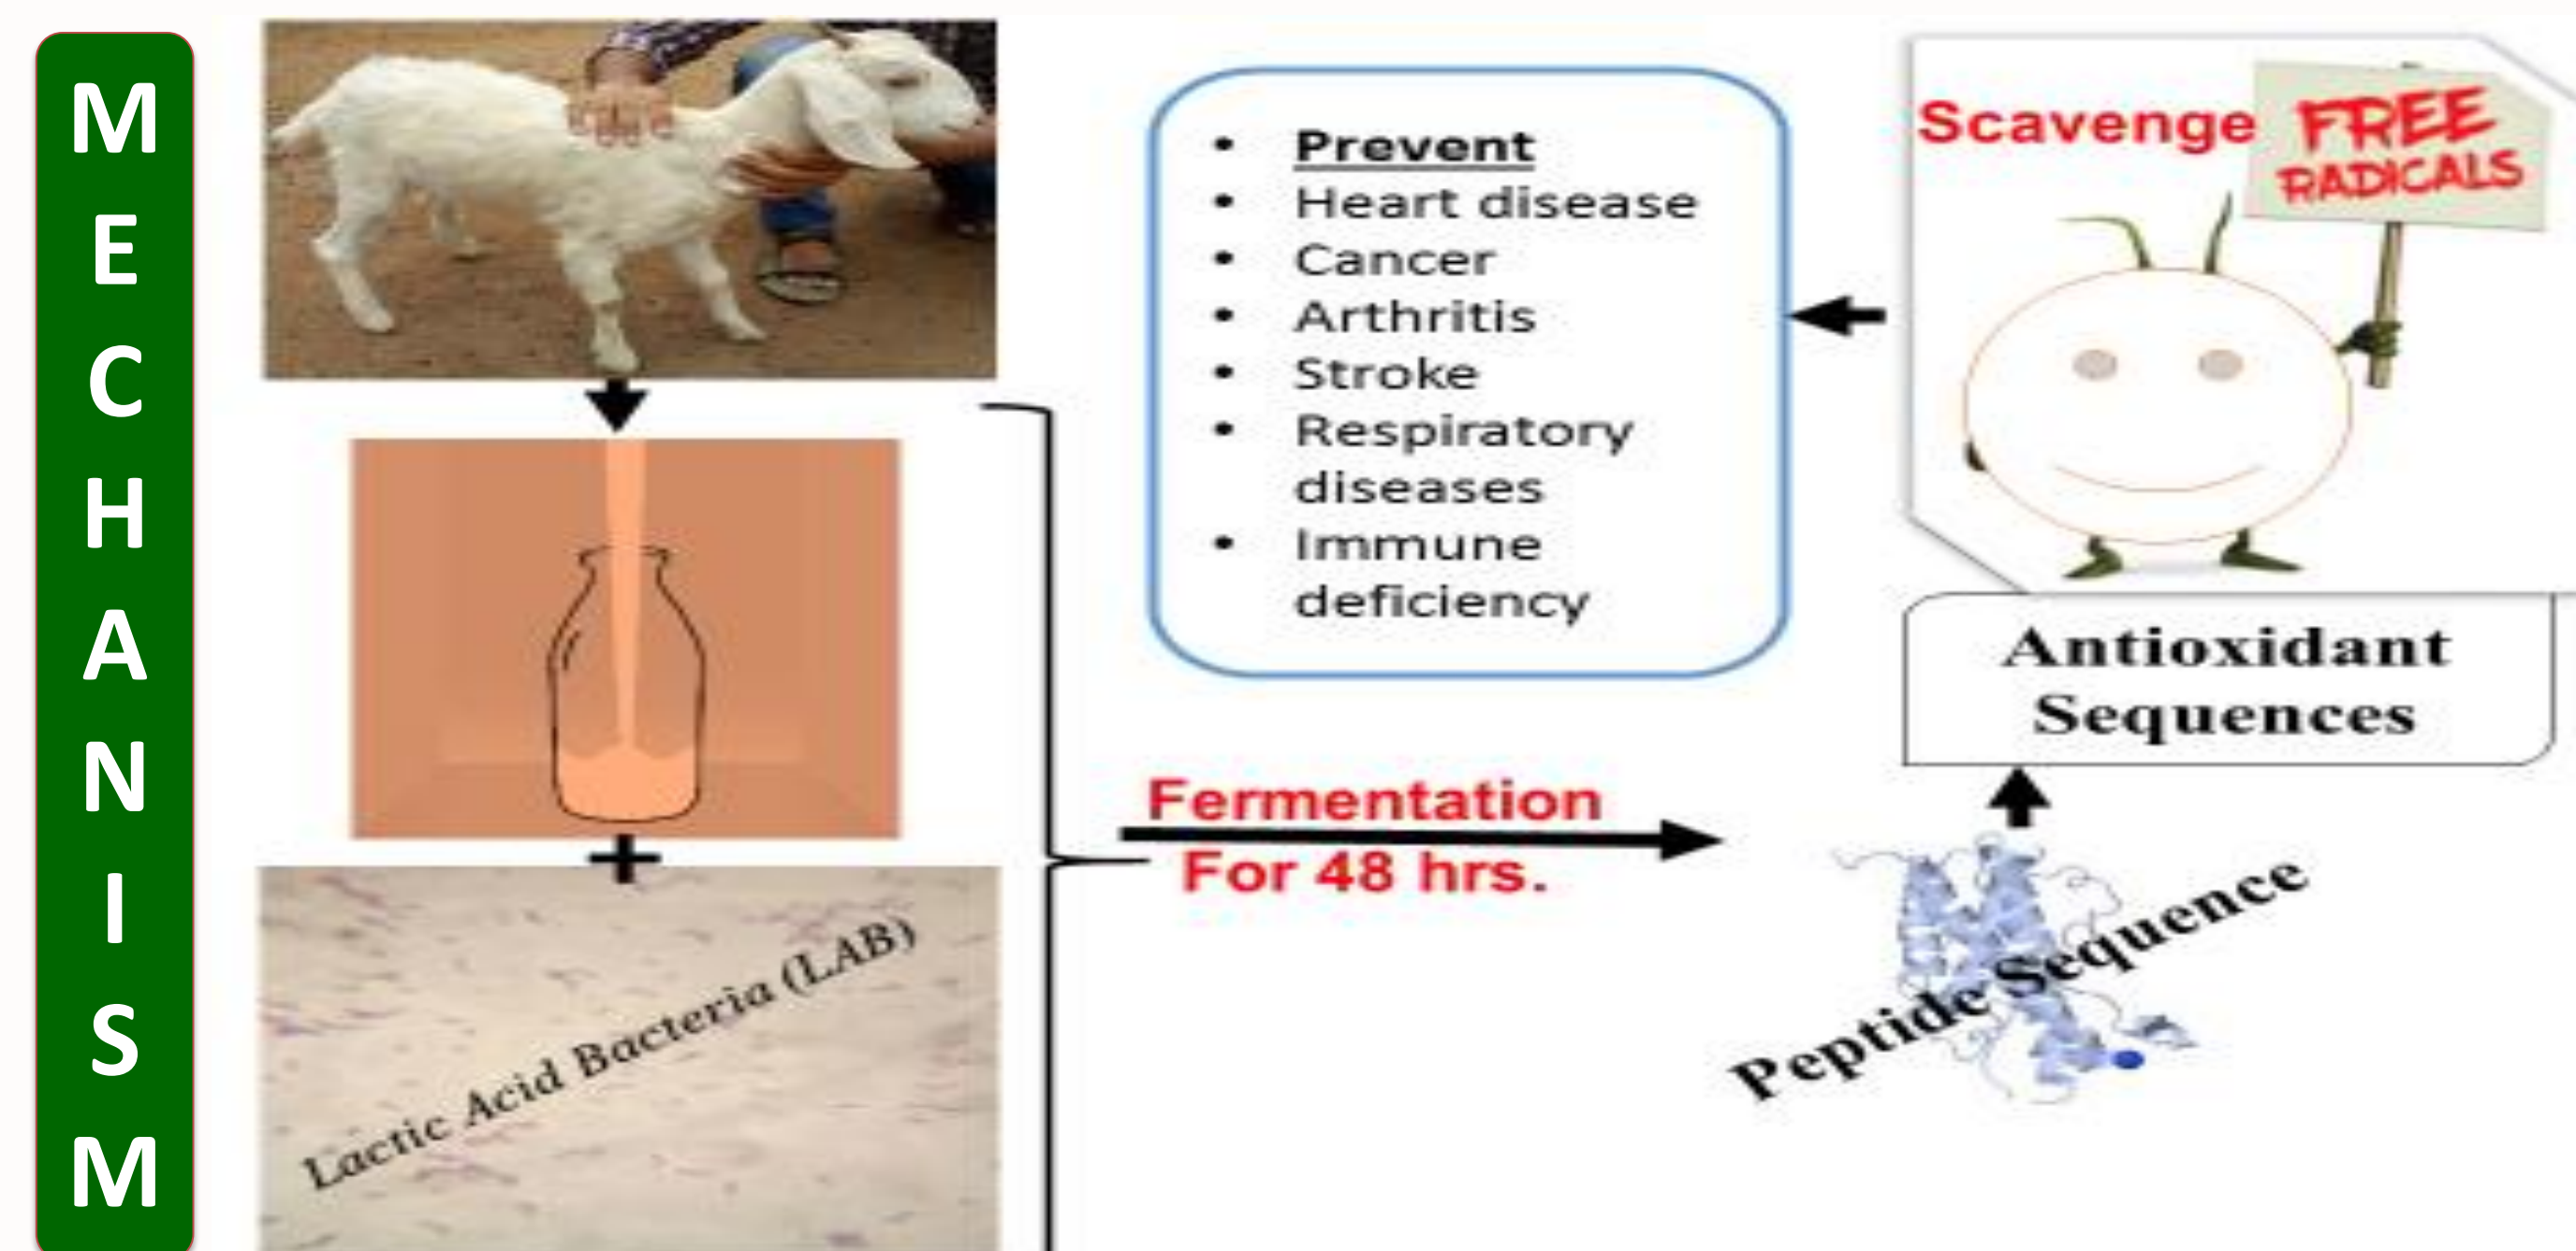 MECHANISM
• Prevent
• Heart disease
• Cancer
• Arthritis
• Stroke
• Respiratory
diseases
• Immune
deficiency
Scavenge
FREE
RADICALS
Antioxidant
Sequences
Fermentation
For 48 hrs.
+
Peptide Sequence
Lactic Acid Bacteria (LAB)